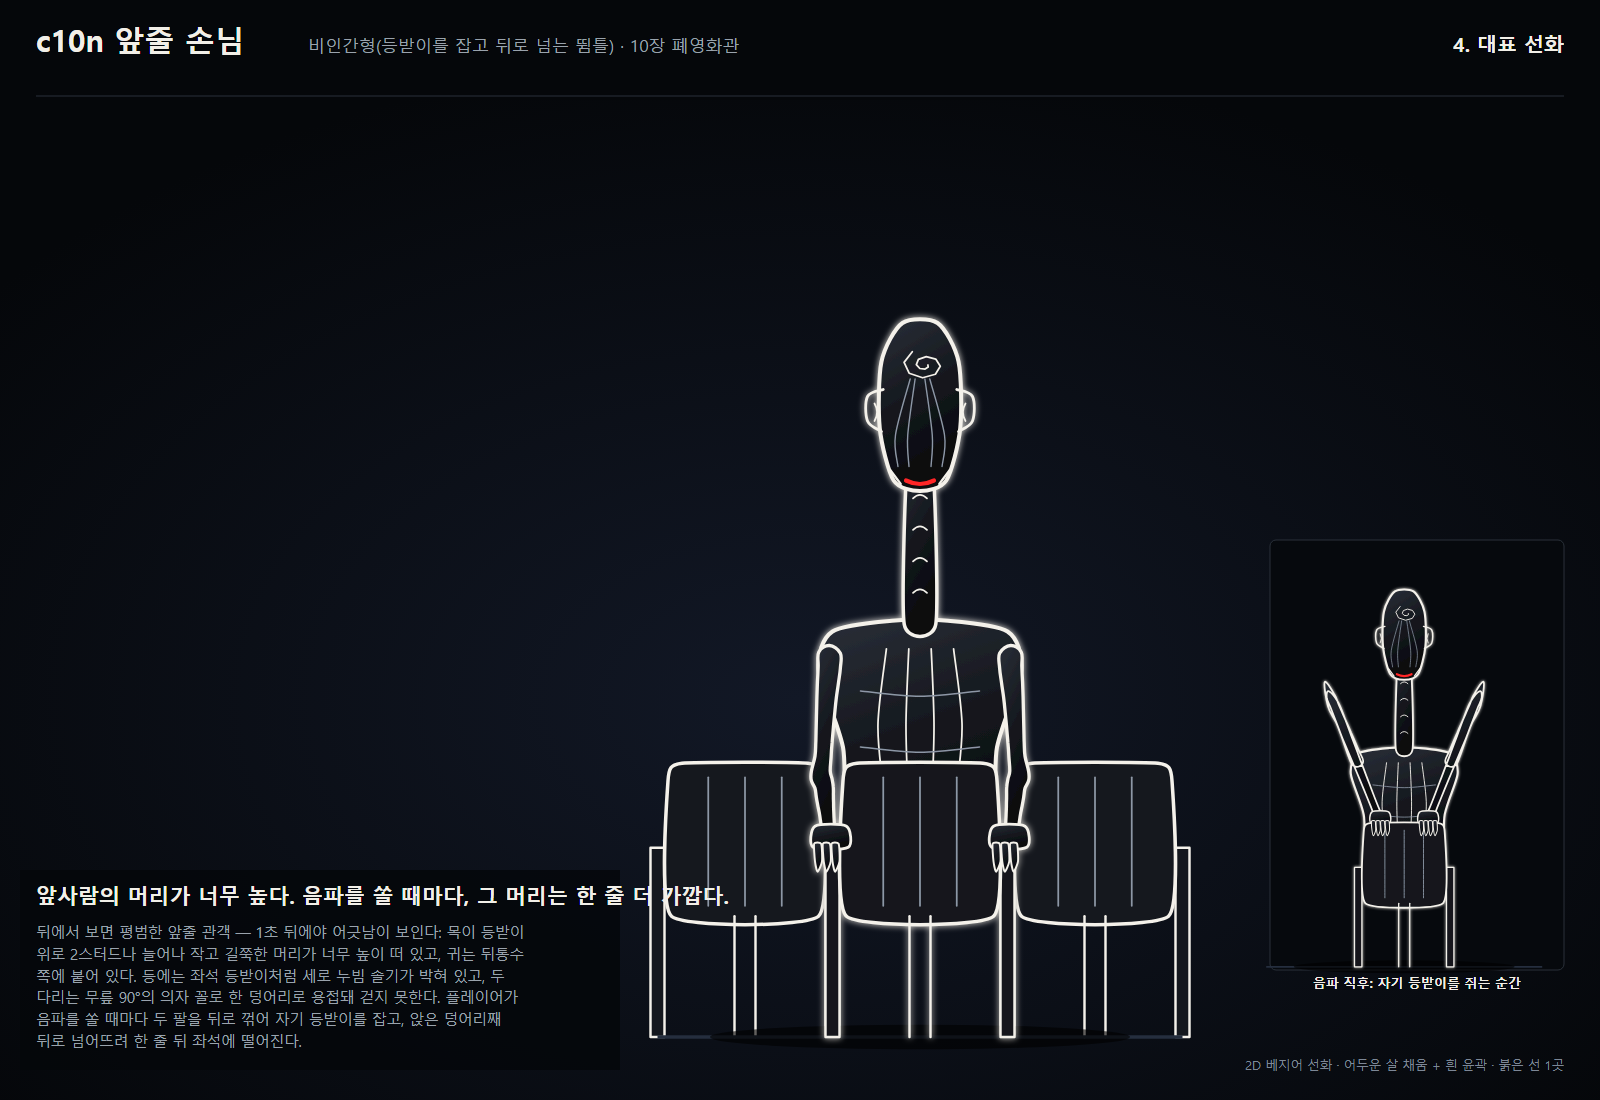 c10n 앞줄 손님
비인간형(등받이를 잡고 뒤로 넘는 뜀틀) · 10장 폐영화관
4. 대표 선화
앞사람의 머리가 너무 높다. 음파를 쏠 때마다, 그 머리는 한 줄 더 가깝다.
뒤에서 보면 평범한 앞줄 관객 — 1초 뒤에야 어긋남이 보인다: 목이 등받이
위로 2스터드나 늘어나 작고 길쭉한 머리가 너무 높이 떠 있고, 귀는 뒤통수
쪽에 붙어 있다. 등에는 좌석 등받이처럼 세로 누빔 솔기가 박혀 있고, 두
다리는 무릎 90°의 의자 꼴로 한 덩어리로 용접돼 걷지 못한다. 플레이어가
음파를 쏠 때마다 두 팔을 뒤로 꺾어 자기 등받이를 잡고, 앉은 덩어리째
뒤로 넘어뜨려 한 줄 뒤 좌석에 떨어진다.
음파 직후: 자기 등받이를 쥐는 순간
2D 베지어 선화 · 어두운 살 채움 + 흰 윤곽 · 붉은 선 1곳